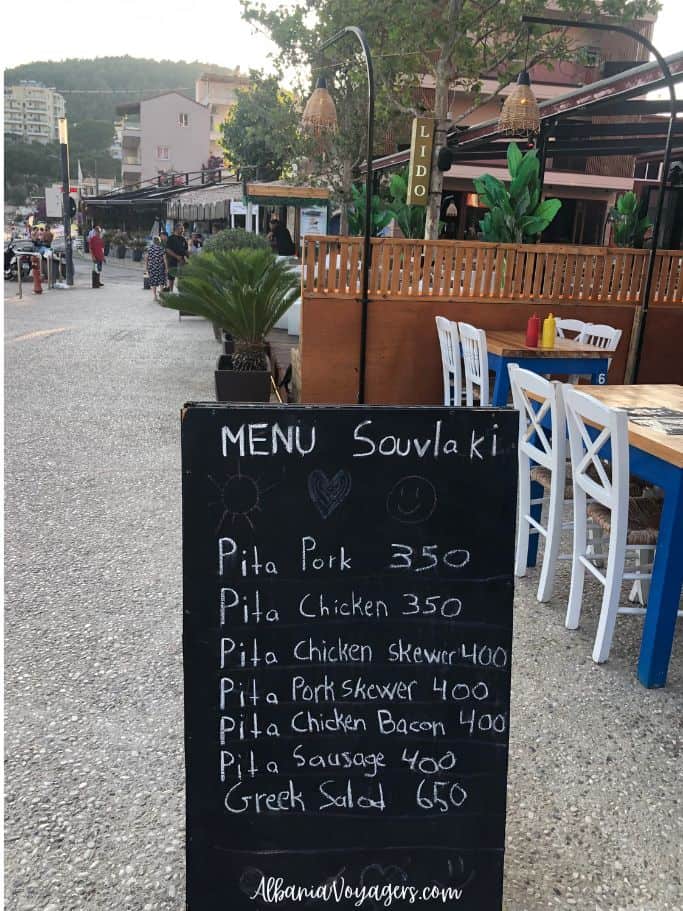 LIDO
6
MENU Souvlaki
Pita Pork 350
Pita Chicken 350
Pita Chicken skewer 400
Pita Pork skewer 400
Pita Chicken Bacon 400
Pita Sausage 400
Greek Salad 650
AlbaniaVoyagers.com